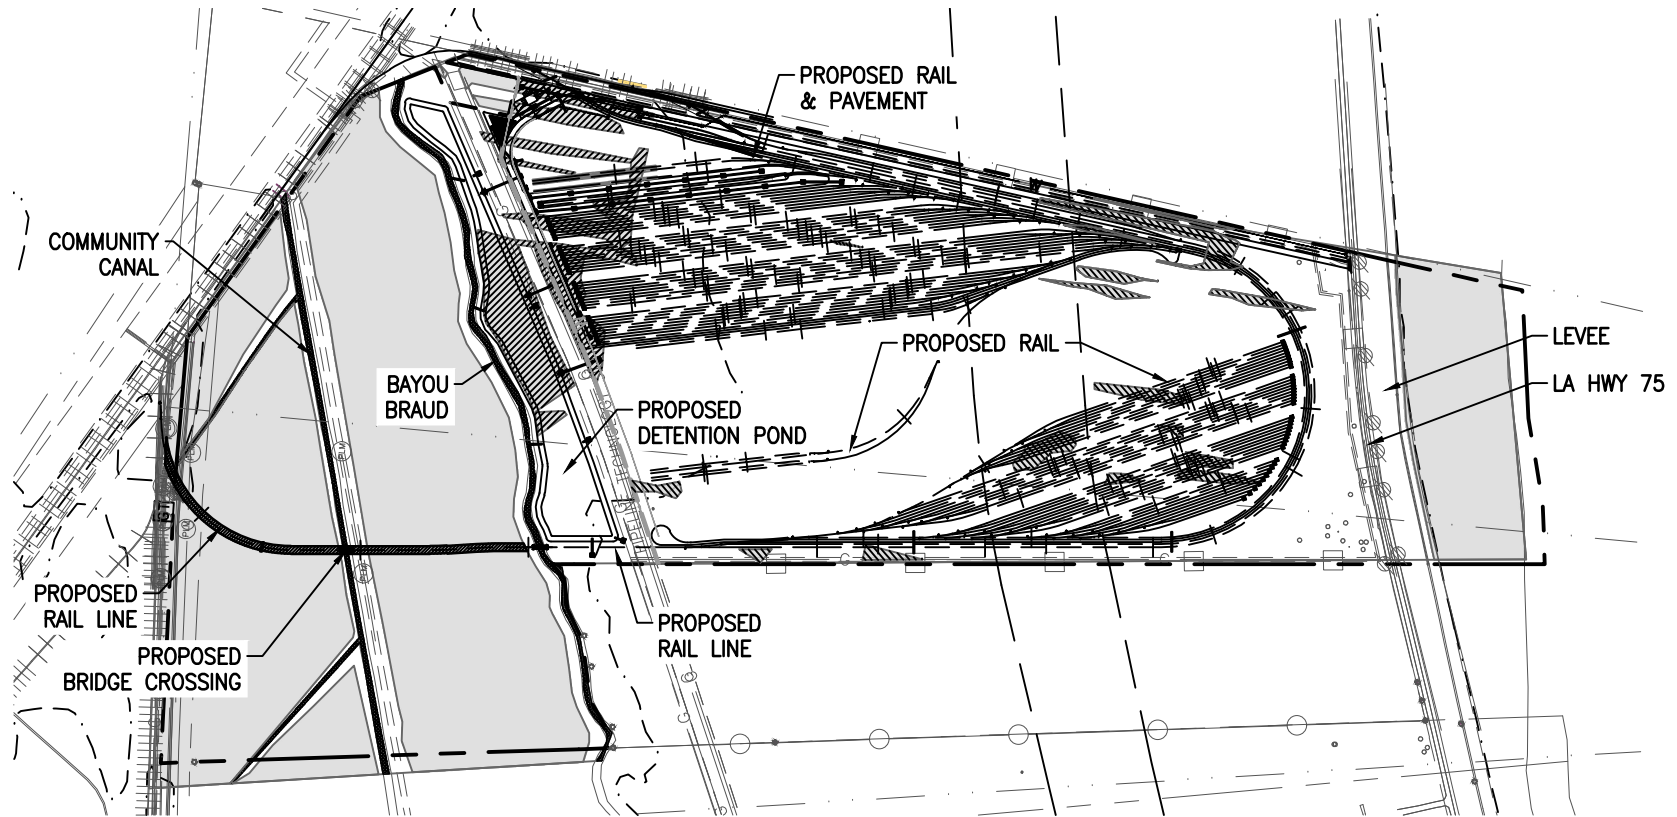 PROPOSED RAIL
& PAVEMENT
COMMUNITY
CANAL
PROPOSED RAIL
LEVEE
BAYOU
BRAUD
LA HWY 75
PROPOSED
DETENTION POND
PROPOSED
RAIL LINE
PROPOSED
RAIL LINE
PROPOSED
BRIDGE CROSSING